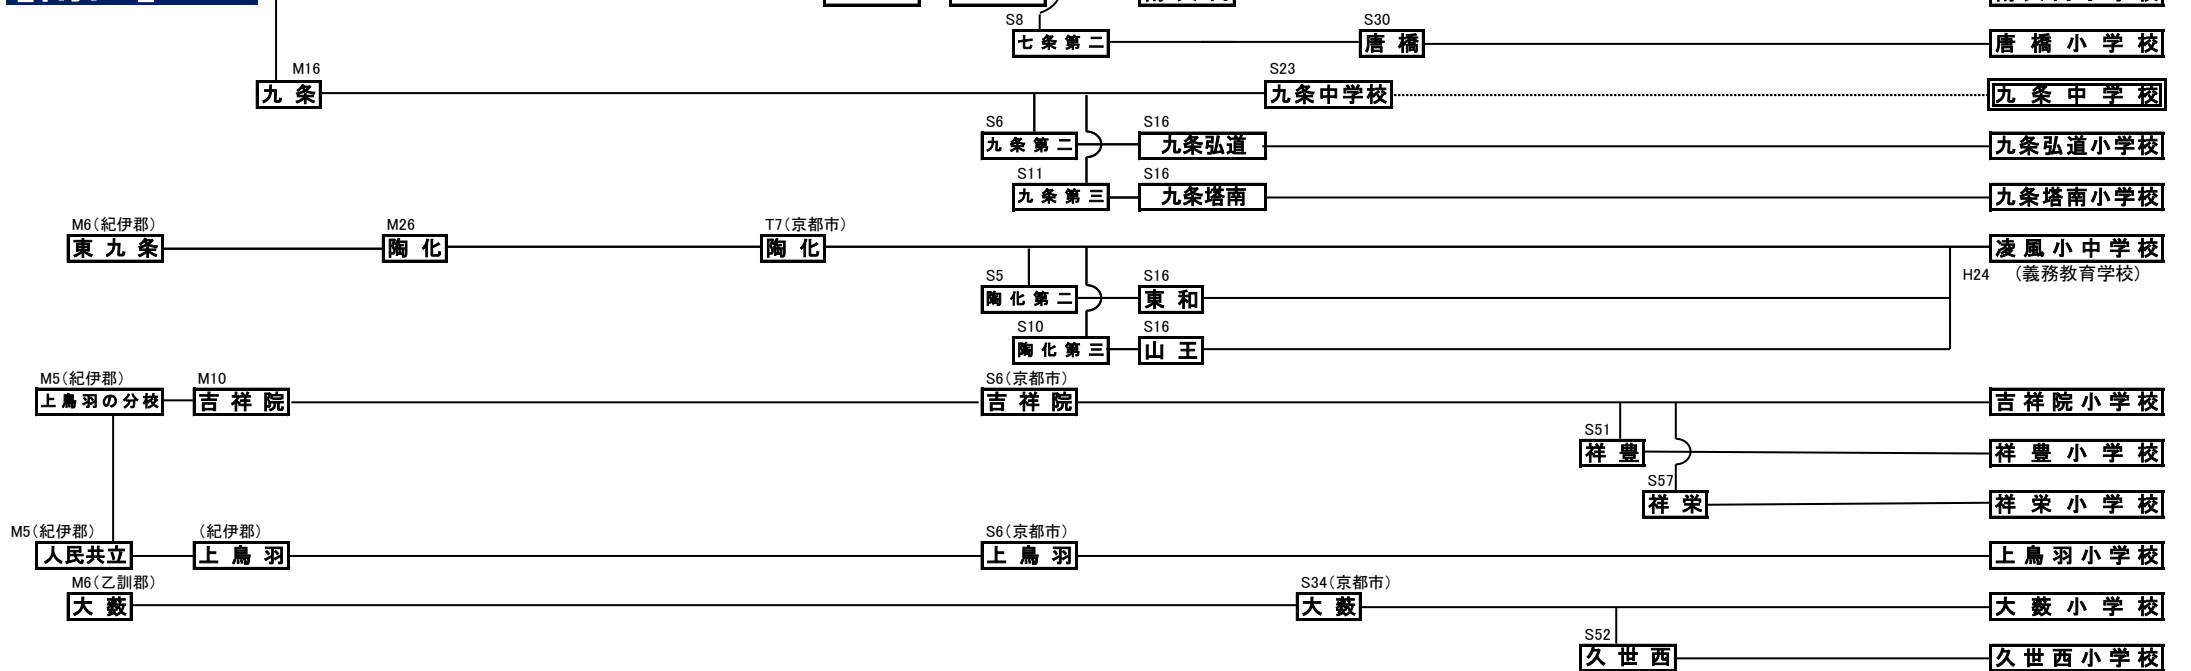 S8
S30
七条第二
唐橋
唐橋小学校
M16
S23
九条
九条中学校
九条中学校
S6
S16
九条第二
九条弘道
九条弘道小学校
S11
S16
九条第三
九条塔南
九条塔南小学校
M6(紀伊郡)
M26
T7(京都市)
東九条
陶化
陶化
凌風小中学校
H24
(義務教育学校)
S5
S16
陶化第二
東和
S10
S16
陶化第三
山王
M5(紀伊郡)
M10
S6(京都市)
上鳥羽の分校
吉祥院
吉祥院
吉祥院小学校
S51
祥豊
祥豊小学校
S57
祥栄
祥栄小学校
M5(紀伊郡)
(紀伊郡)
S6(京都市)
人民共立
上鳥羽
上鳥羽
上鳥羽小学校
M6(乙訓郡)
S34(京都市)
大薮
大薮
大薮小学校
S52
久世西
久世西小学校